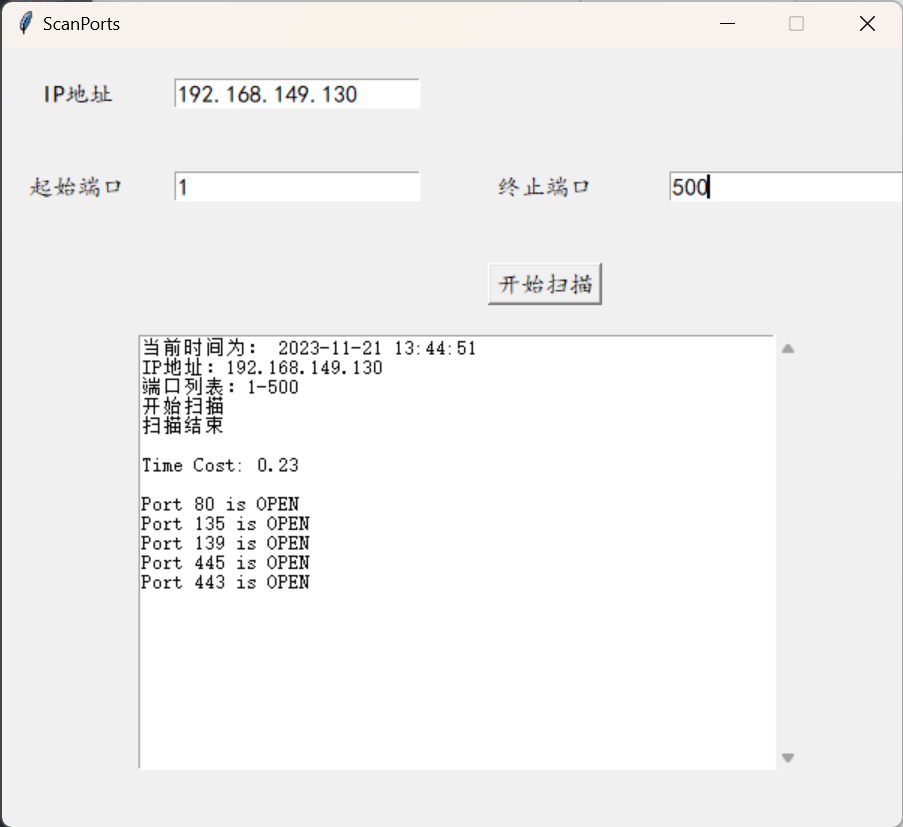 ScanPorts
IP地址 192.168.149.130
起始端口 1 终止端口 500
开始扫描
当前时间为： 2023-11-21 13:44:51
IP地址：192.168.149.130
端口列表：1-500
开始扫描
扫描结束
Time Cost: 0.23
Port 80 is OPEN
Port 135 is OPEN
Port 139 is OPEN
Port 445 is OPEN
Port 443 is OPEN